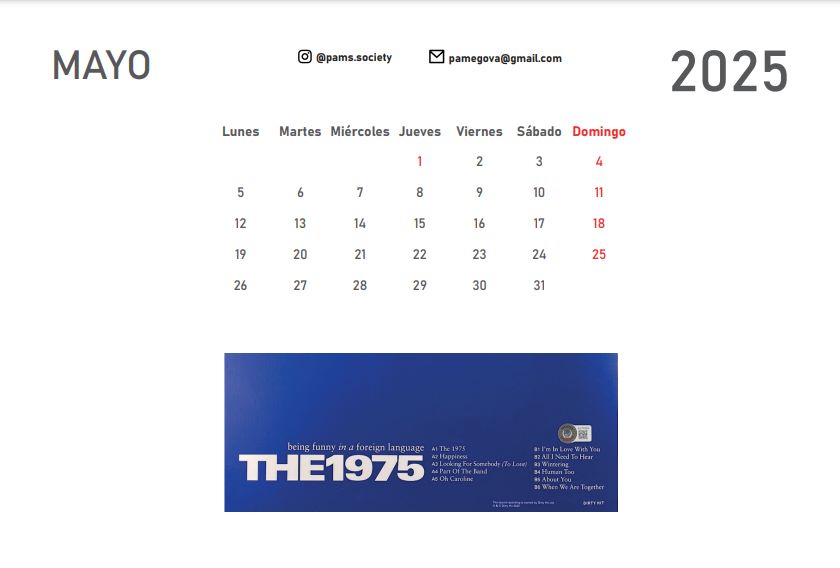 MAYO
@pams.society
pamegova@gmail.com
2025
Lunes Martes Miércoles Jueves Viernes Sábado Domingo
1 2 3 4
5 6 7 8 9 10 11
12 13 14 15 16 17 18
19 20 21 22 23 24 25
26 27 28 29 30 31
being funny in a foreign language
THE1975
A1 The 1975
A2 Happiness
A3 Looking For Somebody (To Love)
A4 Part Of The Band
A5 Oh Caroline
B1 I'm In Love With You
B2 All I Need To Hear
B3 Wintering
B4 Human Too
B5 About You
B6 When We Are Together
DIRTY HIT